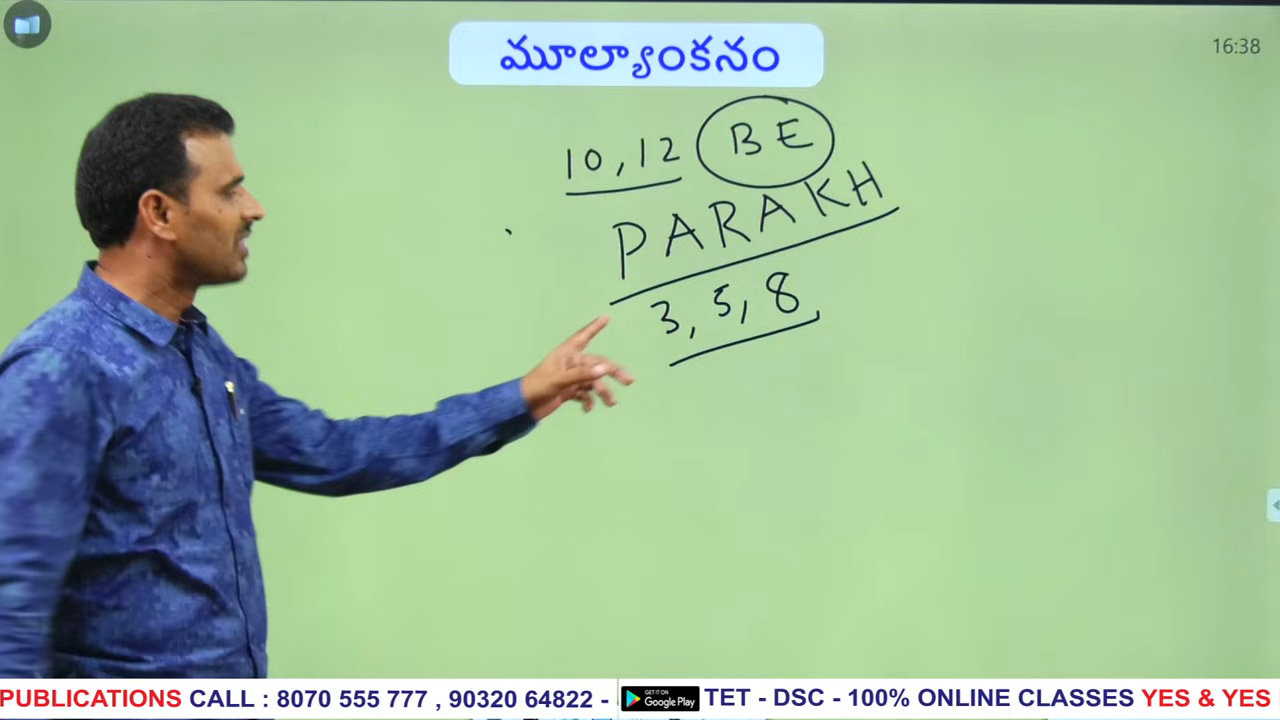 మూల్యాంకనం
16:38
10, 12 BE
PARAKH
3, 5, 8
PUBLICATIONS CALL : 8070 555 777 , 90320 64822 - GET IT ON Google Play TET - DSC - 100% ONLINE CLASSES YES & YES